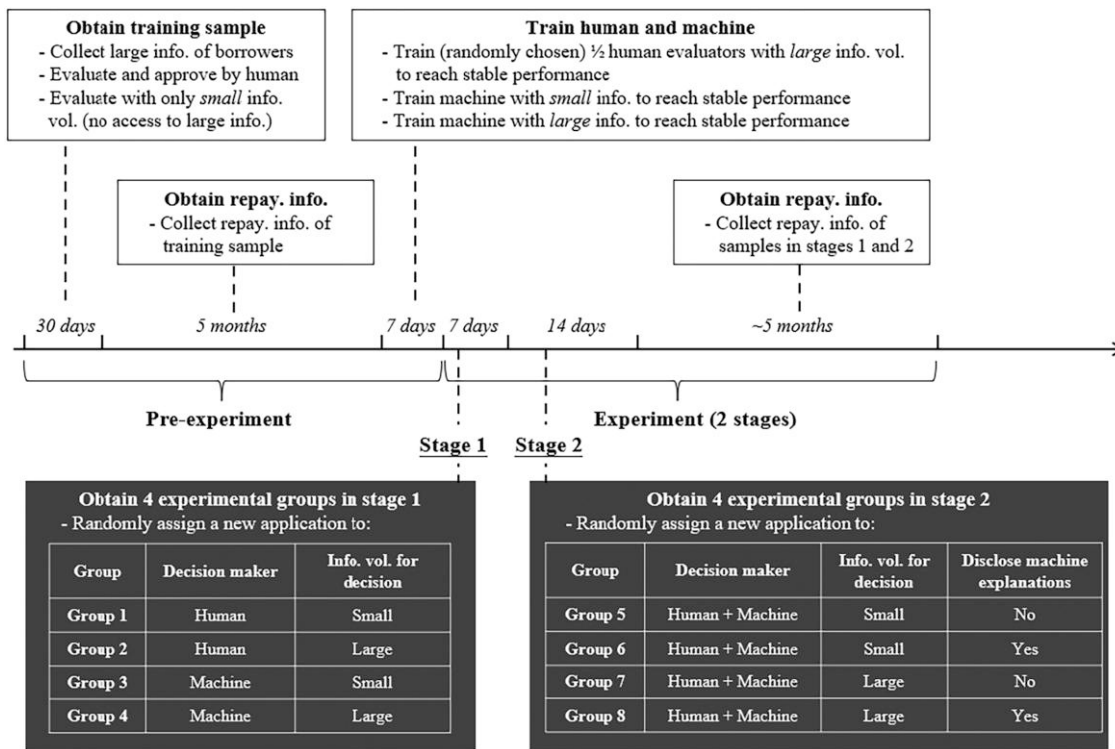 Obtain training sample
- Collect large info. of borrowers
- Evaluate and approve by human
- Evaluate with only small info.
vol. (no access to large info.)
Train human and machine
- Train (randomly chosen) ½ human evaluators with large info. vol.
to reach stable performance
- Train machine with small info. to reach stable performance
- Train machine with large info. to reach stable performance
Obtain repay. info.
- Collect repay. info. of
training sample
Obtain repay. info.
- Collect repay. info. of
samples in stages 1 and 2
30 days 5 months 7 days 7 days 14 days ~5 months
Pre-experiment Experiment (2 stages)
Stage 1 Stage 2
Obtain 4 experimental groups in stage 1
- Randomly assign a new application to:
Group Decision maker Info. vol. for decision
Group 1 Human Small
Group 2 Human Large
Group 3 Machine Small
Group 4 Machine Large
Obtain 4 experimental groups in stage 2
- Randomly assign a new application to:
Group Decision maker Info. vol. for decision Disclose machine explanations
Group 5 Human + Machine Small No
Group 6 Human + Machine Small Yes
Group 7 Human + Machine Large No
Group 8 Human + Machine Large Yes